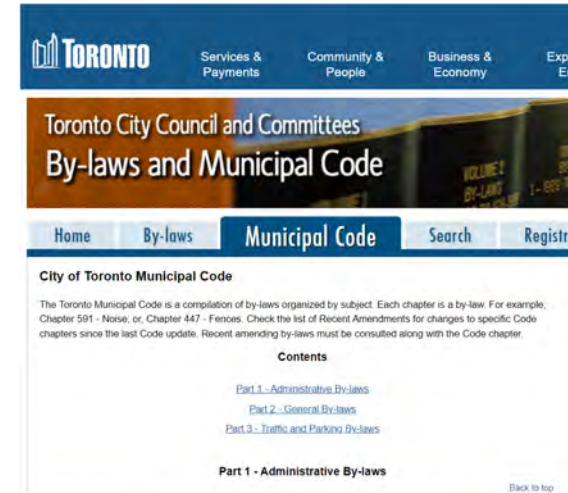 TORONTO
Services & Payments
Community & People
Business & Economy
Toronto City Council and Committees
By-laws and Municipal Code
VOLUME
BY-LAWS
Home
By-laws
Municipal Code
Search
Registr
City of Toronto Municipal Code
The Toronto Municipal Code is a compilation of by-laws organized by subject. Each chapter is a by-law. For example,
Chapter 591 - Noise; or, Chapter 447 - Fences. Check the list of Recent Amendments for changes to specific Code
chapters since the last Code update. Recent amending by-laws must be consulted along with the Code chapter.
Contents
Part 1 - Administrative By-laws
Part 2 - General By-laws
Part 3 - Traffic and Parking By-laws
Part 1 - Administrative By-laws
Back to top